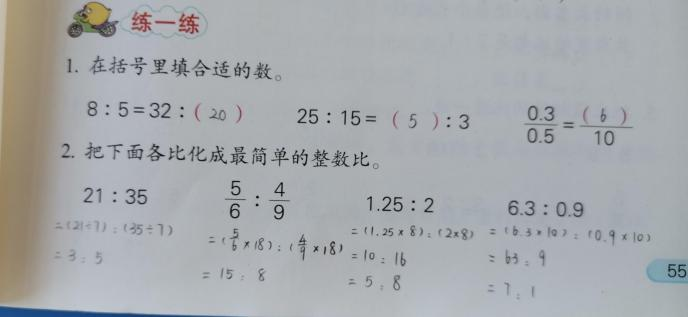 练一练
1. 在括号里填合适的数。
8：5＝32：( 20 )　25：15＝( 5 )：3　0.3/0.5＝( 6 )/10
2. 把下面各比化成最简单的整数比。
21：35　5/6：4/9　1.25：2　6.3：0.9
=(21÷7)：(35÷7)　=(5/6×18)：(4/9×18)　=(1.25×8)：(2×8)　=(6.3×10)：(0.9×10)
=3：5　=15：8　=10：16　=63：9
=5：8　=7：1
55